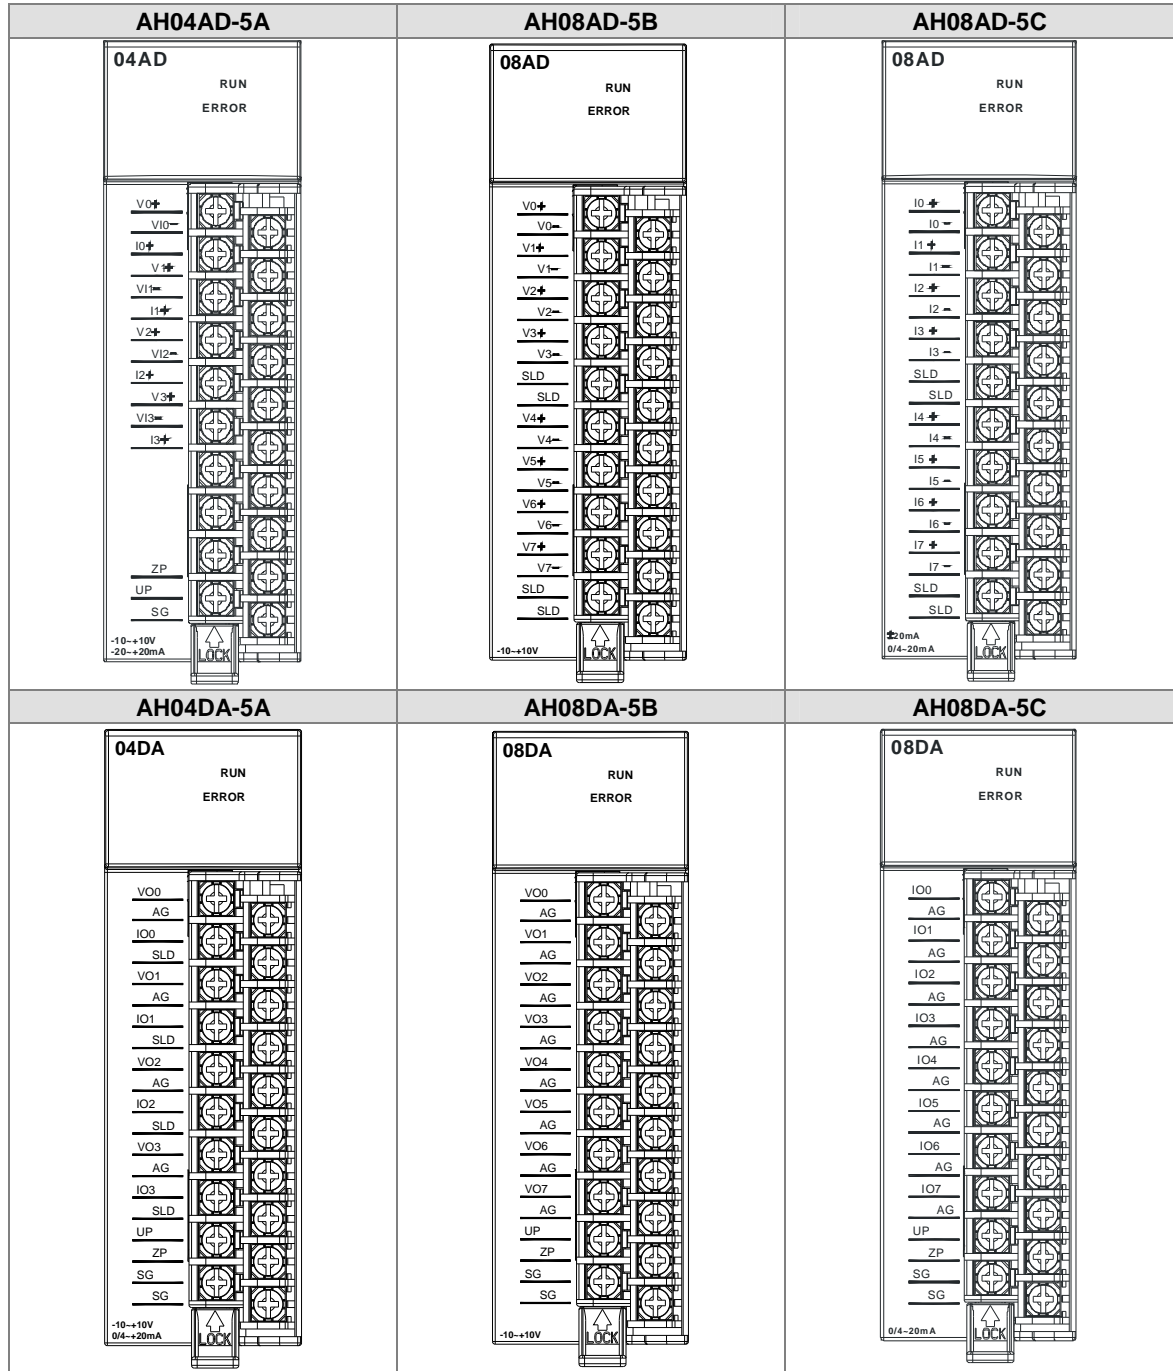 AH04AD-5A
04AD
RUN
ERROR
V0+
VI0-
I0+
V1+
VI1-
I1+
V2+
VI2-
I2+
V3+
VI3-
I3+
ZP
UP
SG
-10~+10V
-20~+20mA
LOCK
AH08AD-5B
08AD
RUN
ERROR
V0+
V0-
V1+
V1-
V2+
V2-
V3+
V3-
SLD
SLD
V4+
V4-
V5+
V5-
V6+
V6-
V7+
V7-
SLD
SLD
-10~+10V
LOCK
AH08AD-5C
08AD
RUN
ERROR
I0+
I0-
I1+
I1-
I2+
I2-
I3+
I3-
SLD
SLD
I4+
I4-
I5+
I5-
I6+
I6-
I7+
I7-
SLD
SLD
±20mA
0/4~20mA
LOCK
AH04DA-5A
04DA
RUN
ERROR
VO0
AG
IO0
SLD
VO1
AG
IO1
SLD
VO2
AG
IO2
SLD
VO3
AG
IO3
SLD
UP
ZP
SG
SG
-10~+10V
0/4~+20mA
LOCK
AH08DA-5B
08DA
RUN
ERROR
VO0
AG
VO1
AG
VO2
AG
VO3
AG
VO4
AG
VO5
AG
VO6
AG
VO7
AG
UP
ZP
SG
SG
-10~+10V
LOCK
AH08DA-5C
08DA
RUN
ERROR
IO0
AG
IO1
AG
IO2
AG
IO3
AG
IO4
AG
IO5
AG
IO6
AG
IO7
AG
UP
ZP
SG
SG
0/4~20mA
LOCK